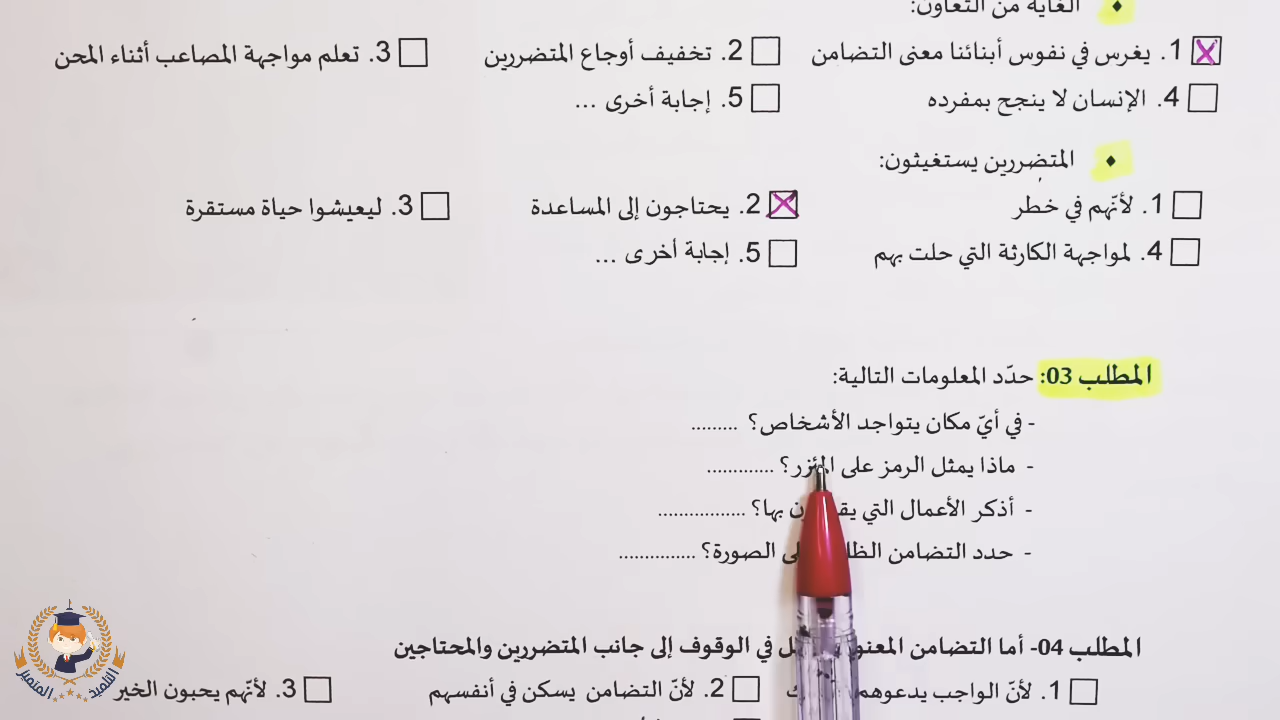 الغاية من التعاون:
1. يغرس في نفوس أبنائنا معنى التضامن 2. تخفيف أوجاع المتضررين 3. تعلم مواجهة المصاعب أثناء المحن
4. الإنسان لا ينجح بمفرده 5. إجابة أخرى ...
المتضررين يستغيثون:
1. لأنّهم في خطر 2. يحتاجون إلى المساعدة 3. ليعيشوا حياة مستقرة
4. لمواجهة الكارثة التي حلت بهم 5. إجابة أخرى ...
المطلب 03: حدّد المعلومات التالية:
- في أيّ مكان يتواجد الأشخاص؟ .........
- ماذا يمثل الرمز على المئزر؟ .............
- أذكر الأعمال التي بها؟ .................
- حدد التضامن الصورة؟ ...............
المطلب 04- أما التضامن في الوقوف إلى جانب المتضررين والمحتاجين
1. لأنّ الواجب يدعوهم 2. لأنّ التضامن يسكن في أنفسهم 3. لأنّهم يحبون الخير
التلميذ المتميز